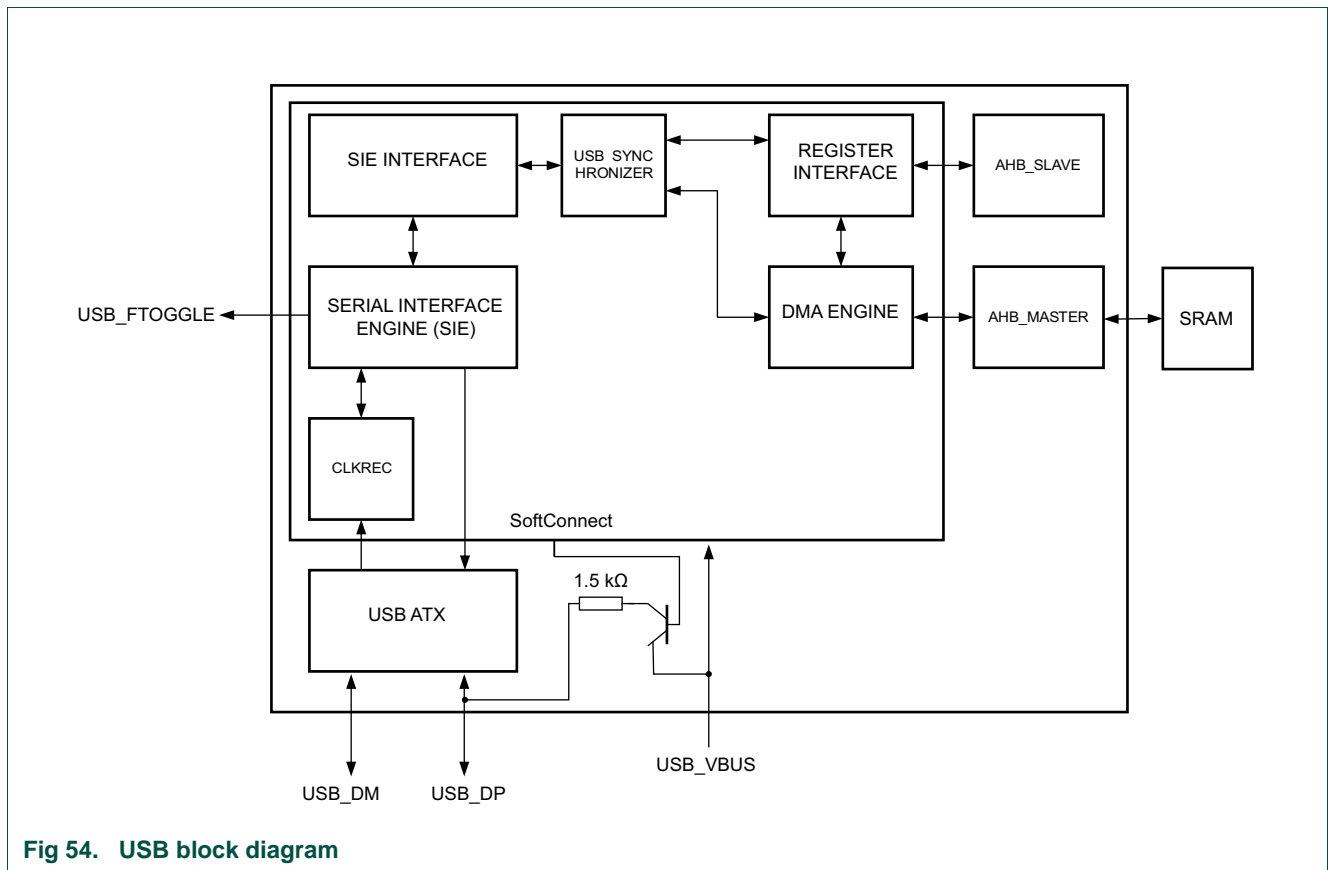 SIE INTERFACE
USB SYNC
HRONIZER
REGISTER
INTERFACE
AHB_SLAVE
USB_FTOGGLE
SERIAL INTERFACE
ENGINE (SIE)
DMA ENGINE
AHB_MASTER
SRAM
CLKREC
SoftConnect
1.5 kΩ
USB ATX
USB_VBUS
USB_DM
USB_DP
Fig 54. USB block diagram